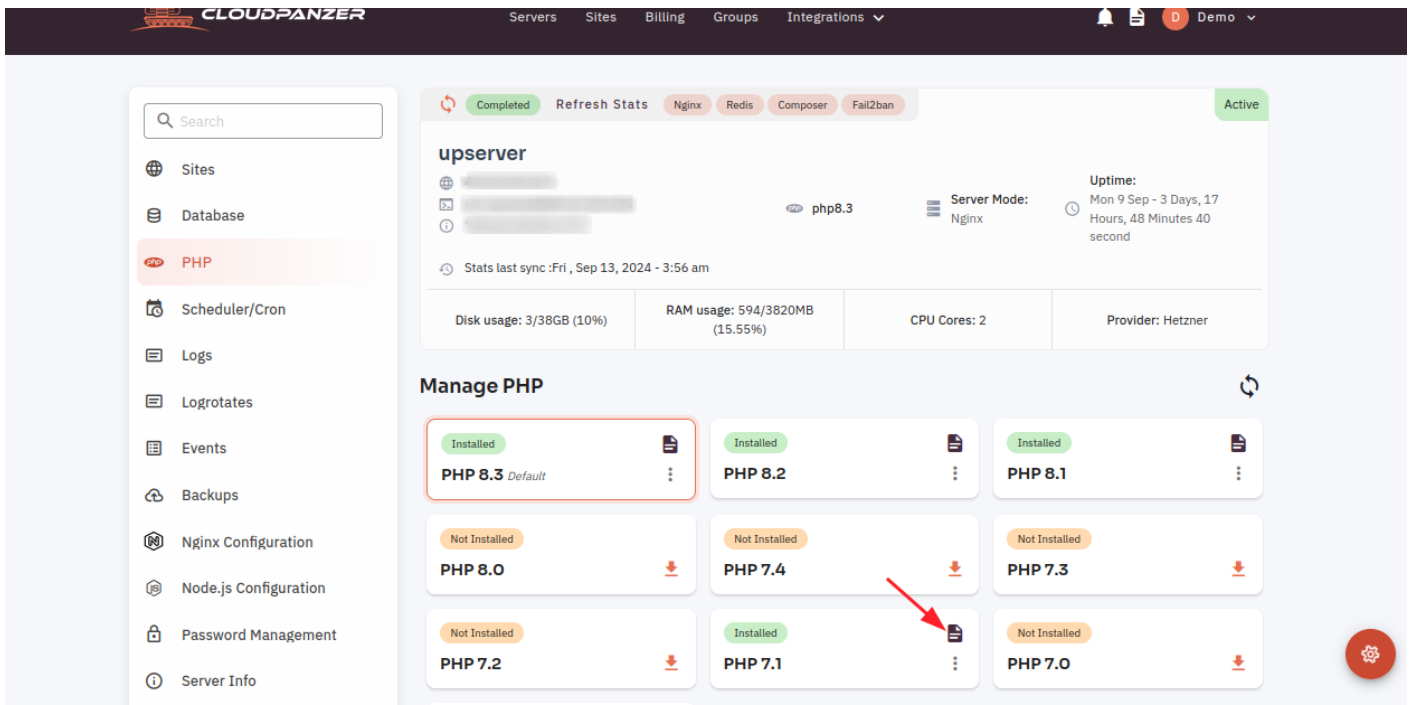 CLOUDPANZER
Servers Sites Billing Groups Integrations
D Demo
Search
Sites
Database
php PHP
Scheduler/Cron
Logs
Logrotates
Events
Backups
Nginx Configuration
JS Node.js Configuration
Password Management
Server Info
Completed Refresh Stats Nginx Redis Composer Fail2ban Active
upserver
php php8.3
Server Mode:
Nginx
Uptime:
Mon 9 Sep - 3 Days, 17
Hours, 48 Minutes 40
second
Stats last sync :Fri , Sep 13, 2024 - 3:56 am
Disk usage: 3/38GB (10%)
RAM usage: 594/3820MB
(15.55%)
CPU Cores: 2
Provider: Hetzner
Manage PHP
Installed
PHP 8.3 Default
Installed
PHP 8.2
Installed
PHP 8.1
Not Installed
PHP 8.0
Not Installed
PHP 7.4
Not Installed
PHP 7.3
Not Installed
PHP 7.2
Installed
PHP 7.1
Not Installed
PHP 7.0